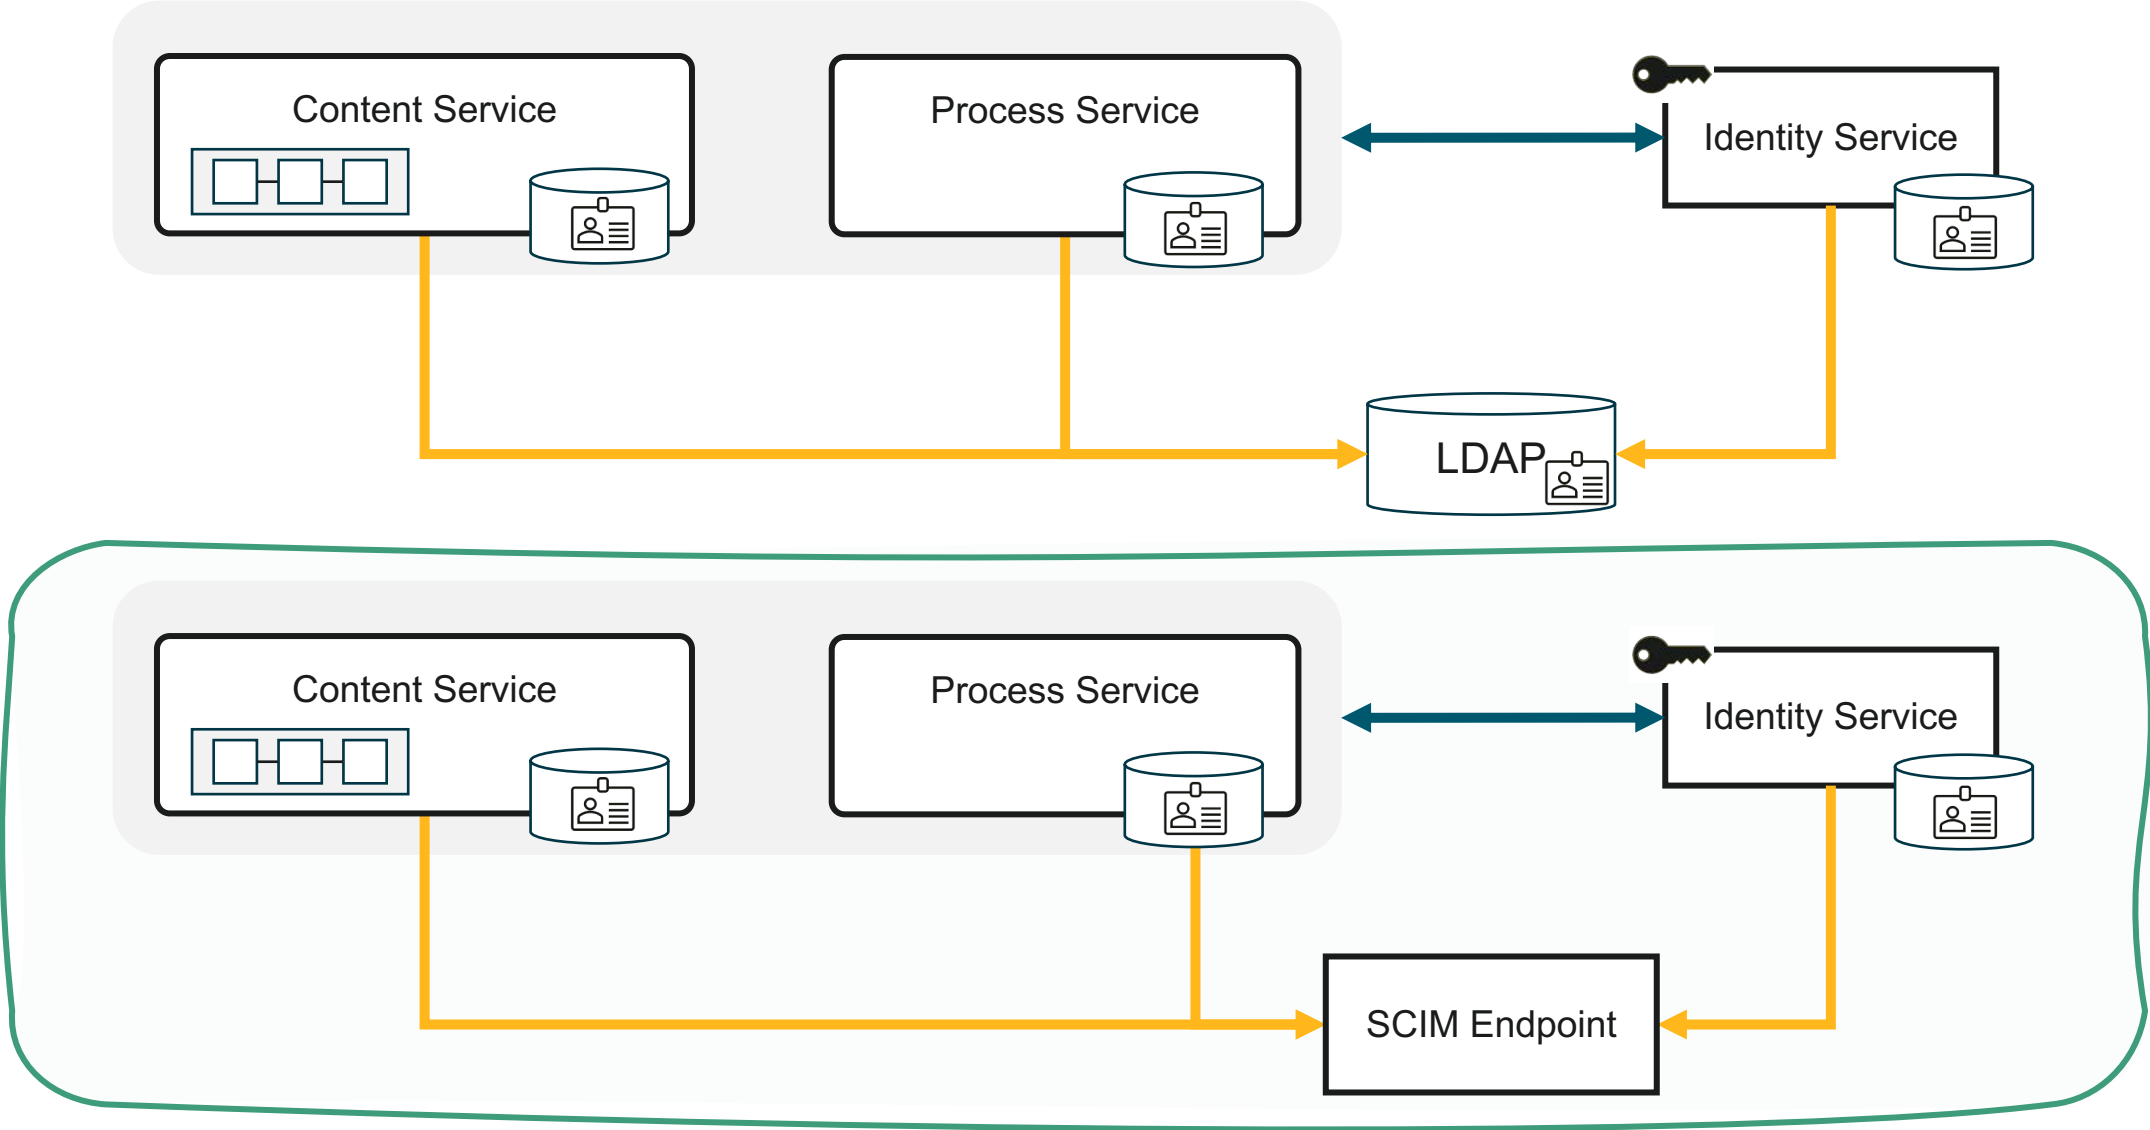 Content Service
Process Service
Identity Service
LDAP
Content Service
Process Service
Identity Service
SCIM Endpoint